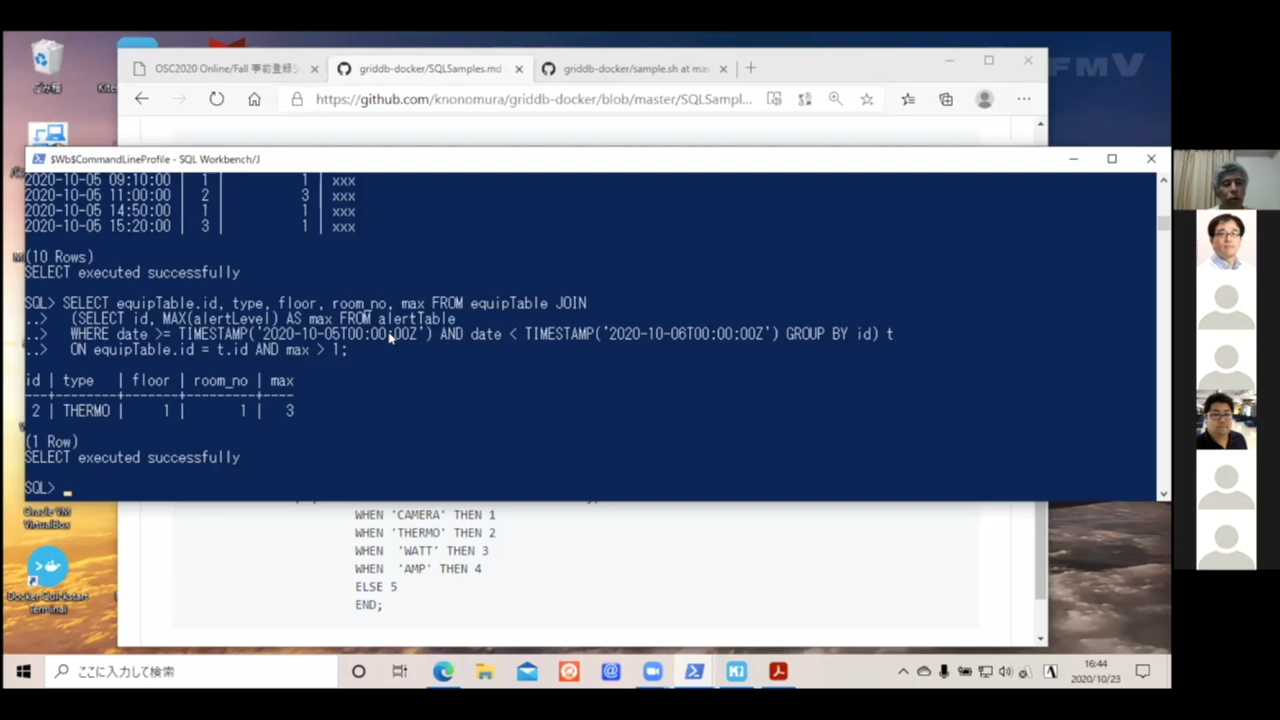 ごみ箱
FMV
OSC2020 Online/Fall 事前登録シ
griddb-docker/SQLSamples.md
griddb-docker/sample.sh at mas
https://github.com/knonomura/griddb-docker/blob/master/SQLSampl...
$Wb$CommandLineProfile - SQL Workbench/J
2020-10-05 09:10:00 | 1 | 1 | xxx
2020-10-05 11:00:00 | 2 | 3 | xxx
2020-10-05 14:50:00 | 1 | 1 | xxx
2020-10-05 15:20:00 | 3 | 1 | xxx
(10 Rows)
SELECT executed successfully
SQL> SELECT equipTable.id, type, floor, room_no, max FROM equipTable JOIN
..> (SELECT id, MAX(alertLevel) AS max FROM alertTable
..> WHERE date >= TIMESTAMP('2020-10-05T00:00:00Z') AND date < TIMESTAMP('2020-10-06T00:00:00Z') GROUP BY id) t
..> ON equipTable.id = t.id AND max > 1;
id | type | floor | room_no | max
---+--------+-------+---------+----
2 | THERMO | 1 | 1 | 3
(1 Row)
SELECT executed successfully
SQL>
WHEN 'CAMERA' THEN 1
WHEN 'THERMO' THEN 2
WHEN 'WATT' THEN 3
WHEN 'AMP' THEN 4
ELSE 5
END;
Oracle VM
VirtualBox
Docker Quickstart
Terminal
ここに入力して検索
A
16:44
2020/10/23